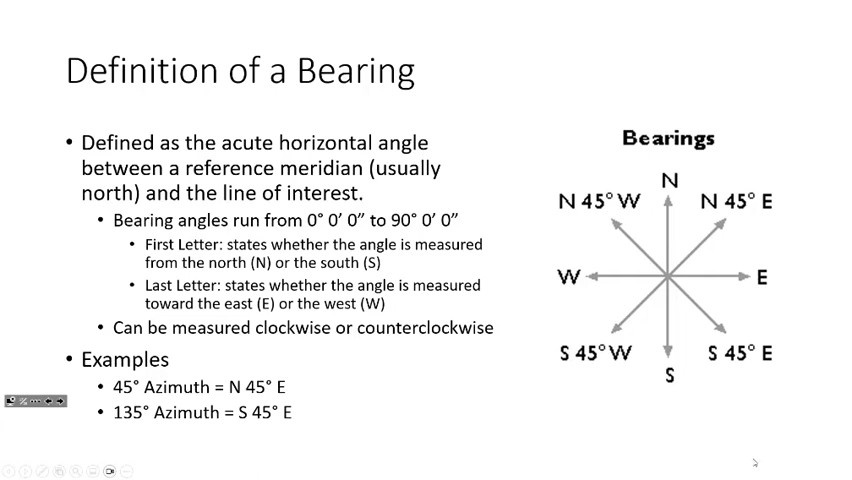 Definition of a Bearing
• Defined as the acute horizontal angle
between a reference meridian (usually
north) and the line of interest.
• Bearing angles run from 0° 0′ 0″ to 90° 0′ 0″
• First Letter: states whether the angle is measured
from the north (N) or the south (S)
• Last Letter: states whether the angle is measured
toward the east (E) or the west (W)
• Can be measured clockwise or counterclockwise
• Examples
• 45° Azimuth = N 45° E
• 135° Azimuth = S 45° E
Bearings
N
N 45° W
N 45° E
W
E
S 45° W
S 45° E
S